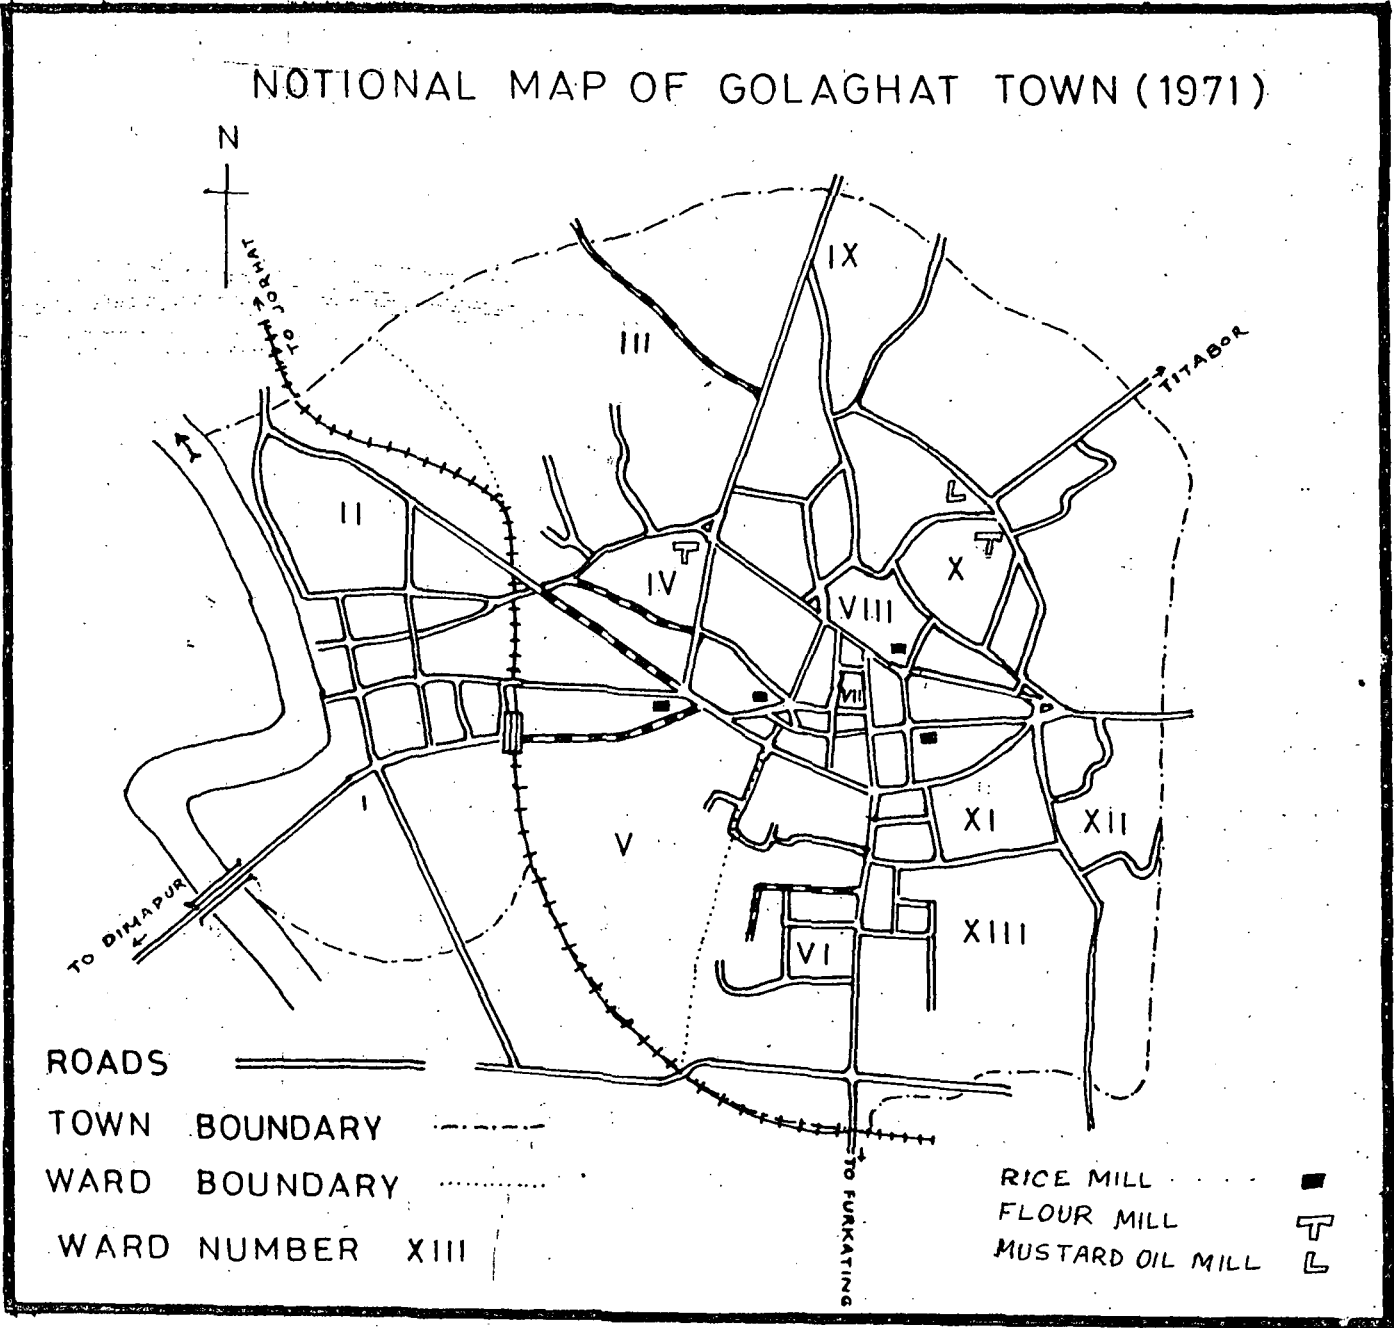 NOTIONAL MAP OF GOLAGHAT TOWN (1971)
N
TO JORHAT
IX
III
TITABOR
II
IV
X
VIII
VII
I
V
XI
XII
TO DIMAPUR
XIII
VI
ROADS
TOWN BOUNDARY
WARD BOUNDARY
WARD NUMBER XIII
TO FURKATING
RICE MILL
FLOUR MILL
MUSTARD OIL MILL